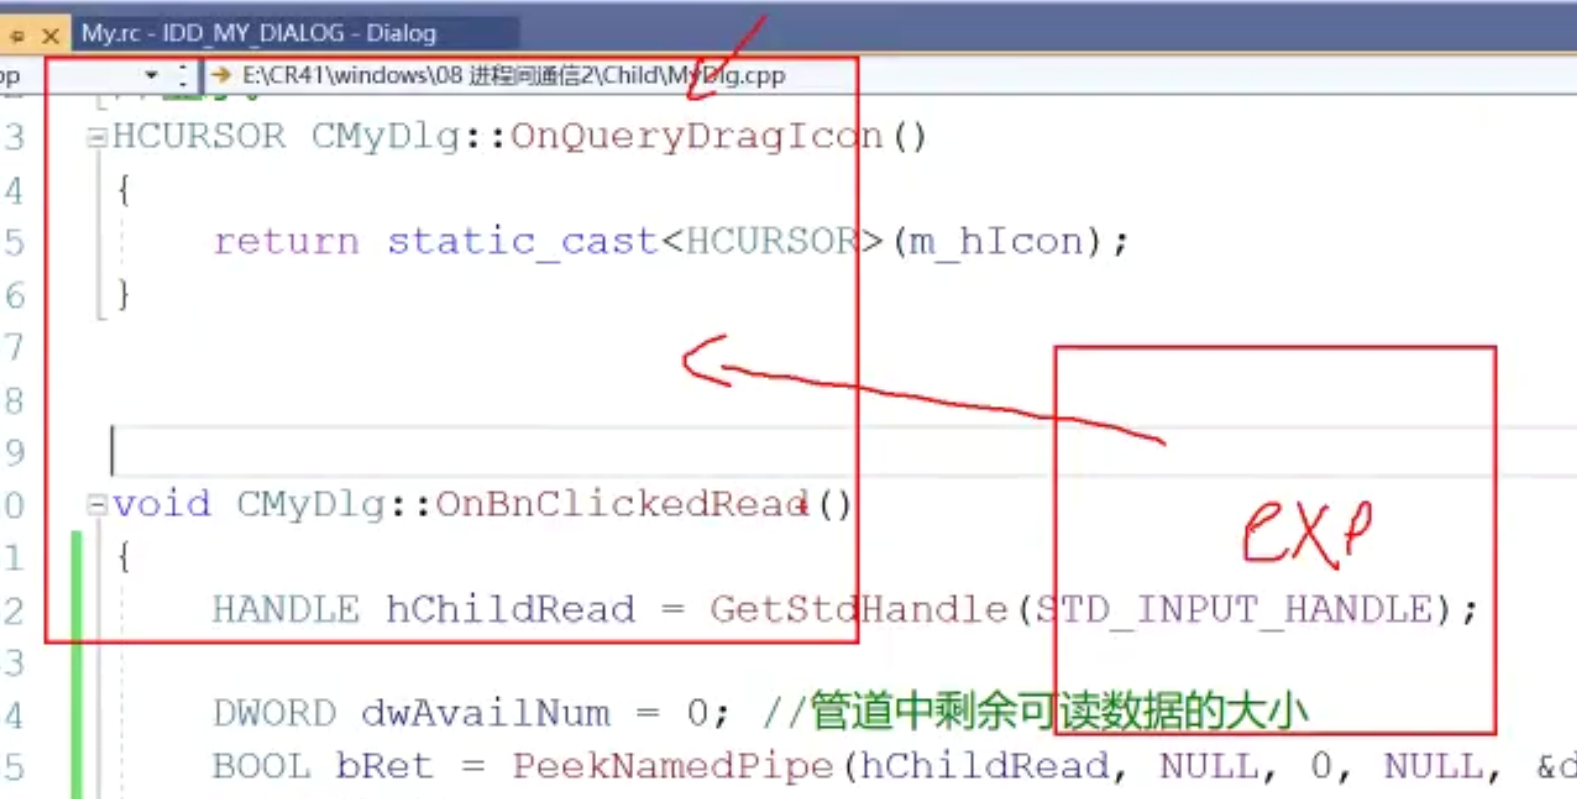 My.rc - IDD_MY_DIALOG - Dialog
E:\CR41\windows\08 进程间通信2\Child\MyDlg.cpp
3 HCURSOR CMyDlg::OnQueryDragIcon()
4 {
5 return static_cast<HCURSOR>(m_hIcon);
6 }
7
8
9
0 void CMyDlg::OnBnClickedRead()
1 {
exp
2 HANDLE hChildRead = GetStdHandle(STD_INPUT_HANDLE);
3
4 DWORD dwAvailNum = 0; //管道中剩余可读数据的大小
5 BOOL bRet = PeekNamedPipe(hChildRead, NULL, 0, NULL, &d